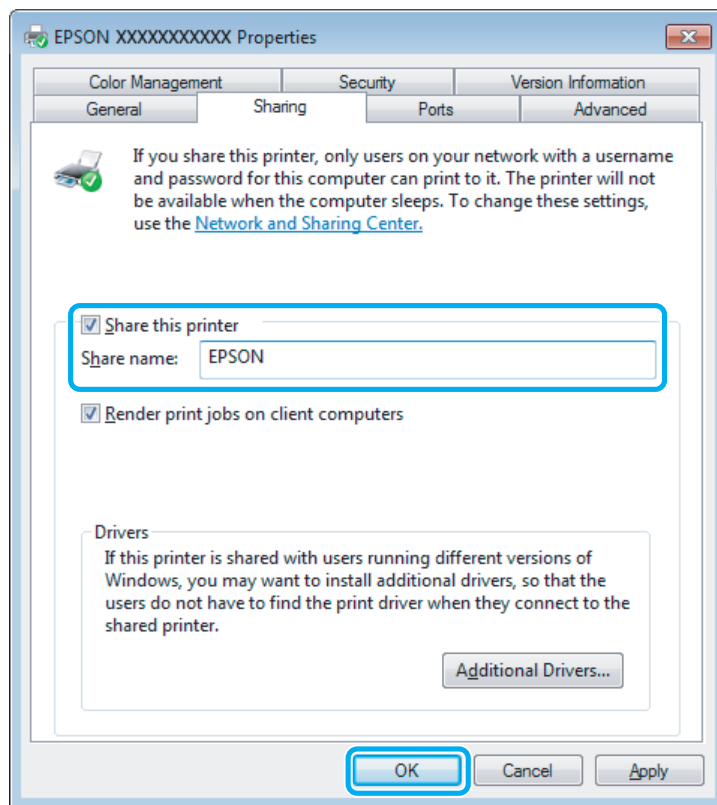 EPSON XXXXXXXXXXX Properties
Color Management Security Version Information
General Sharing Ports Advanced
If you share this printer, only users on your network with a username
and password for this computer can print to it. The printer will not
be available when the computer sleeps. To change these settings,
use the Network and Sharing Center.
Share this printer
Share name: EPSON
Render print jobs on client computers
Drivers
If this printer is shared with users running different versions of
Windows, you may want to install additional drivers, so that the
users do not have to find the print driver when they connect to the
shared printer.
Additional Drivers...
OK Cancel Apply